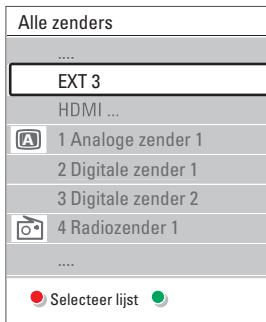 Alle zenders
....
EXT 3
HDMI ...
A 1 Analoge zender 1
2 Digitale zender 1
3 Digitale zender 2
4 Radiozender 1
....
Selecteer lijst